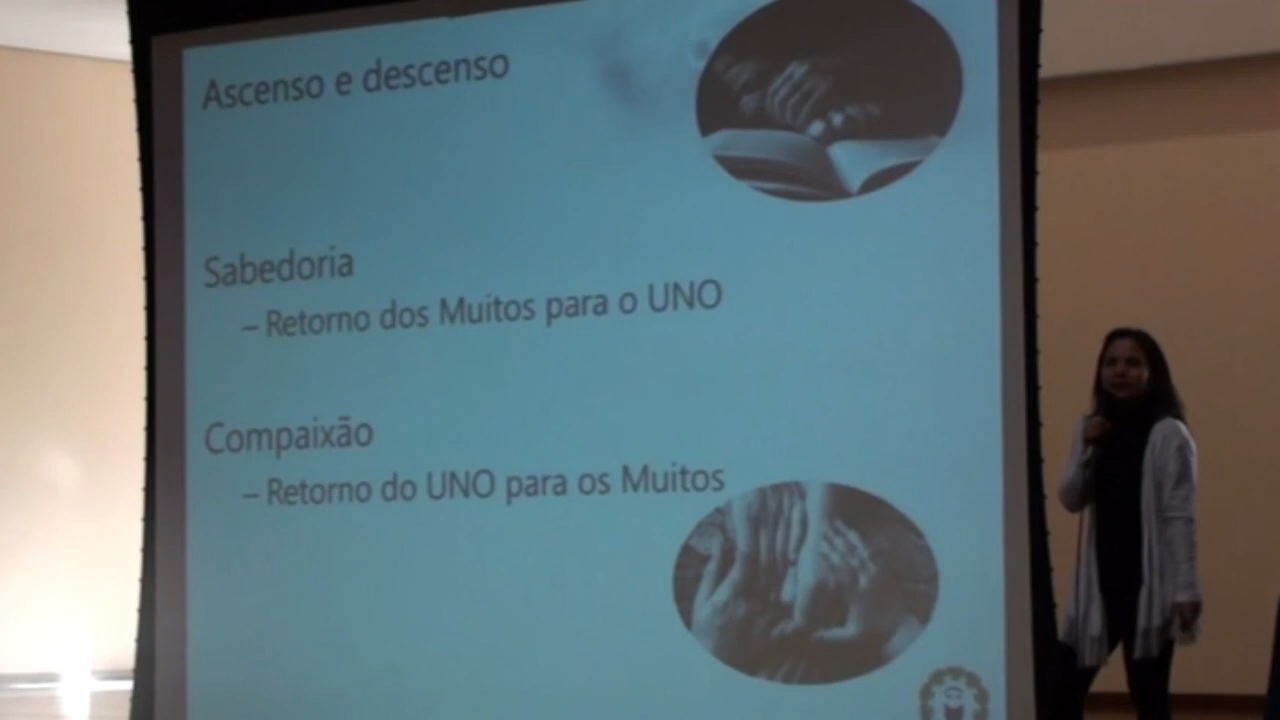 Ascenso e descenso
Sabedoria
– Retorno dos Muitos para o UNO
Compaixão
– Retorno do UNO para os Muitos